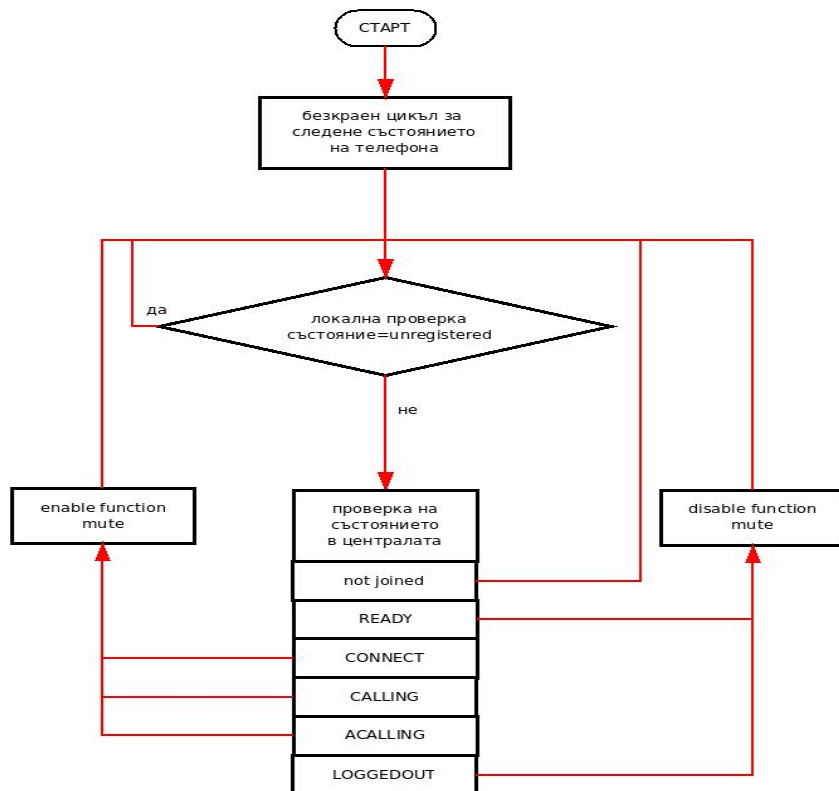 СТАРТ
безкраен цикъл за
следене състоянието
на телефона
да
локална проверка
състояние=unregistered
не
enable function
mute
проверка на
състоянието
в централата
disable function
mute
not joined
READY
CONNECT
CALLING
ACALLING
LOGGEDOUT